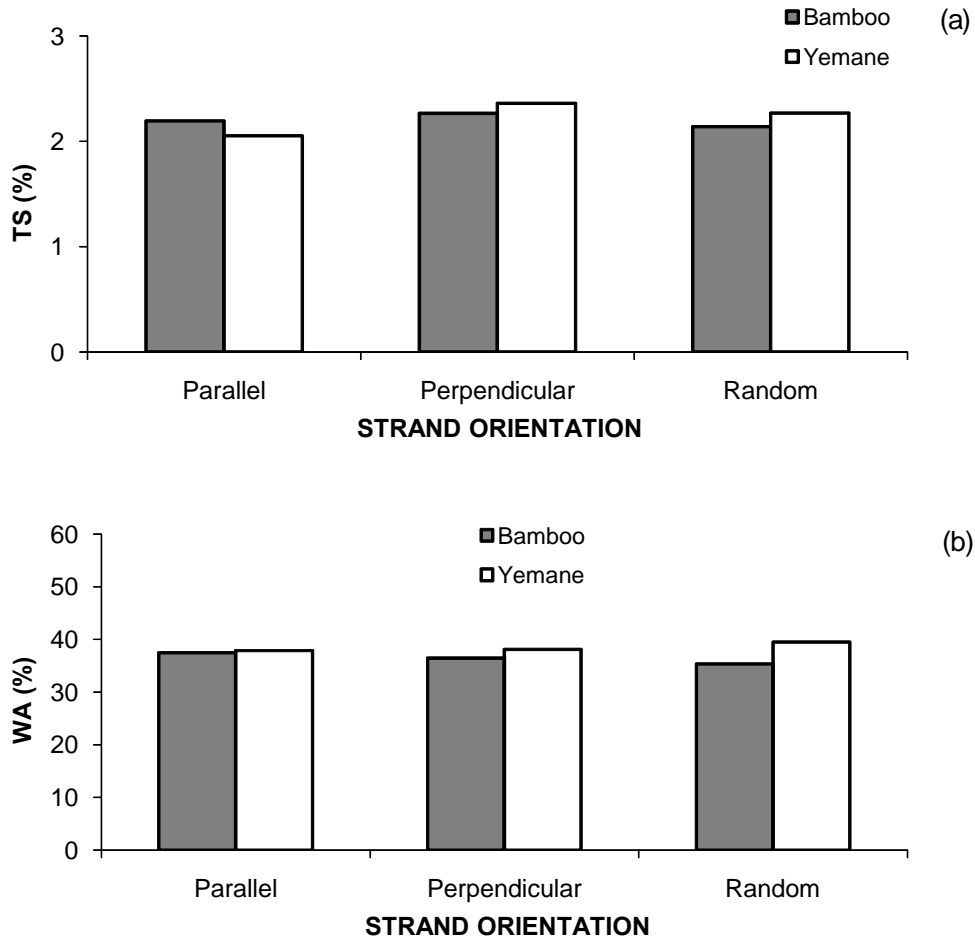 Bamboo
Yemane
(a)
3
2
1
0
TS (%)
Parallel Perpendicular Random
STRAND ORIENTATION
Bamboo
Yemane
(b)
60
50
40
30
20
10
0
WA (%)
Parallel Perpendicular Random
STRAND ORIENTATION